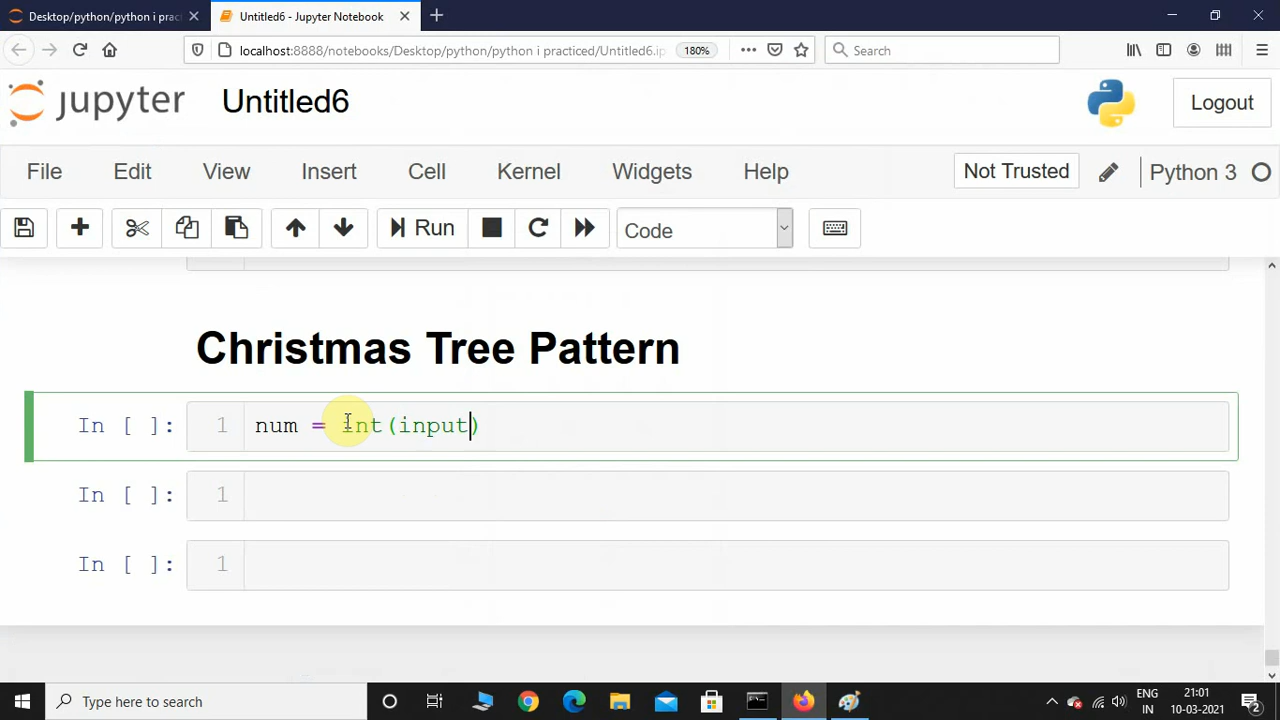 Desktop/python/python i prac
Untitled6 - Jupyter Notebook
localhost:8888/notebooks/Desktop/python/python i practiced/Untitled6.ip
180%
Search
jupyter
Untitled6
Logout
File
Edit
View
Insert
Cell
Kernel
Widgets
Help
Not Trusted
Python 3
Run
Code
Christmas Tree Pattern
In [ ]:
1
num = int(input)
In [ ]:
1
In [ ]:
1
Type here to search
ENG
IN
21:01
10-03-2021
2